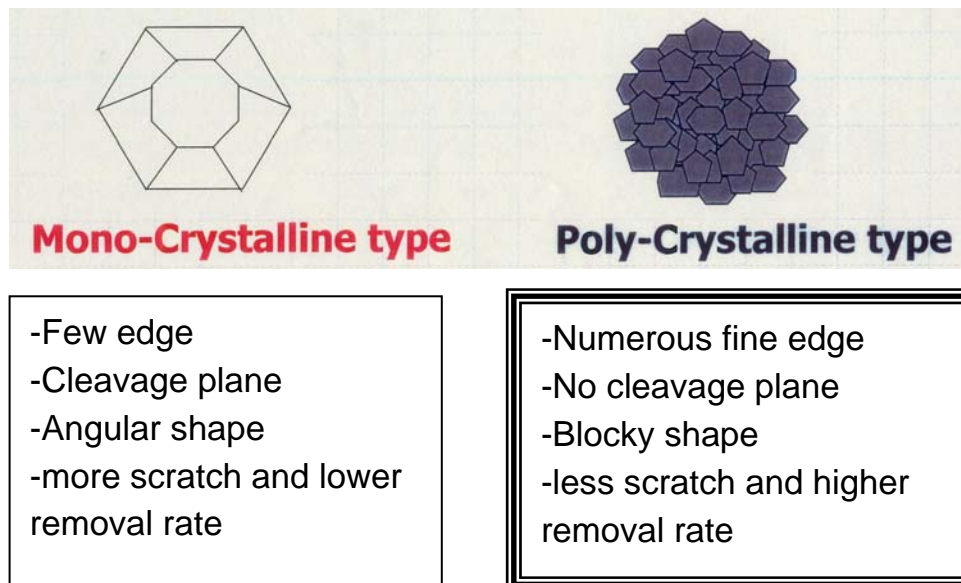 Mono-Crystalline type
Poly-Crystalline type
-Few edge
-Cleavage plane
-Angular shape
-more scratch and lower
removal rate
-Numerous fine edge
-No cleavage plane
-Blocky shape
-less scratch and higher
removal rate